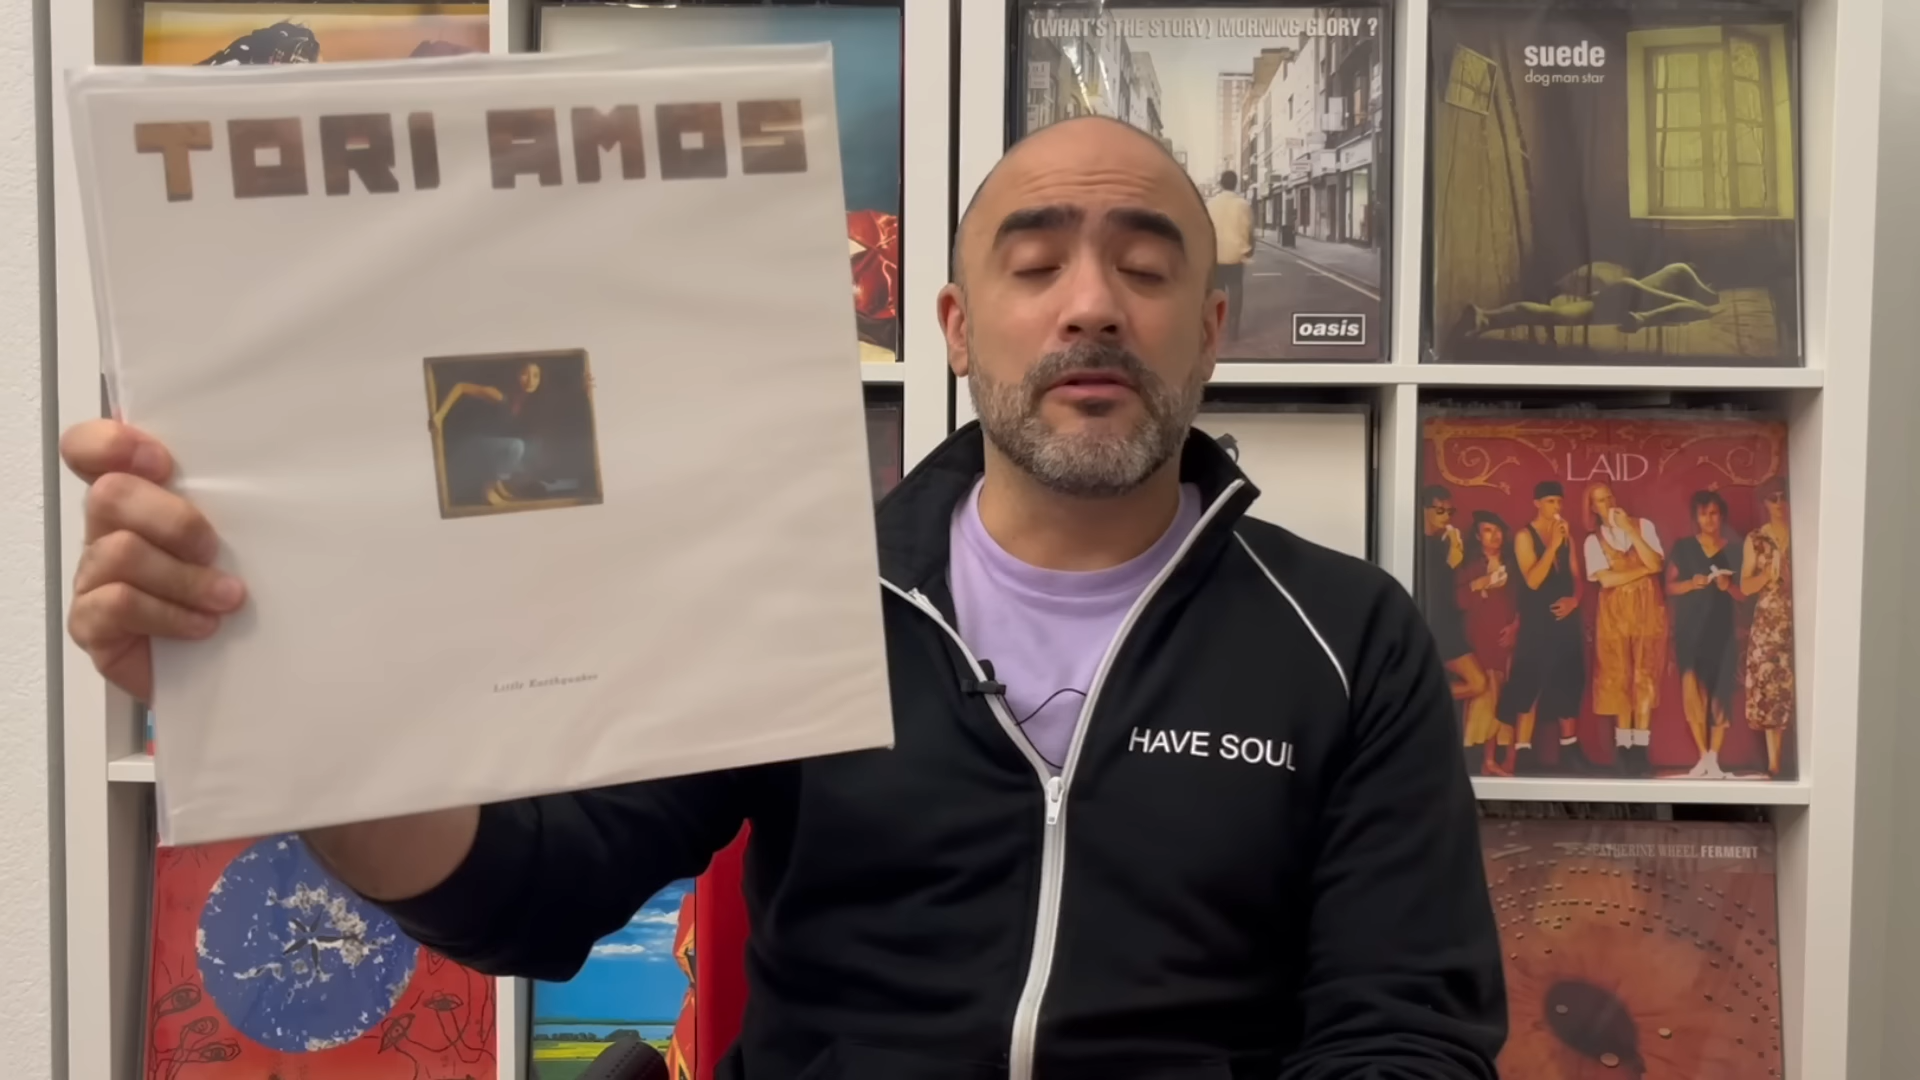 TORI AMOS
Little Earthquakes
(WHAT'S THE STORY) MORNING GLORY ?
oasis
suede
dog man star
LAID
HAVE SOUL
CATHERINE WHEEL FERMENT